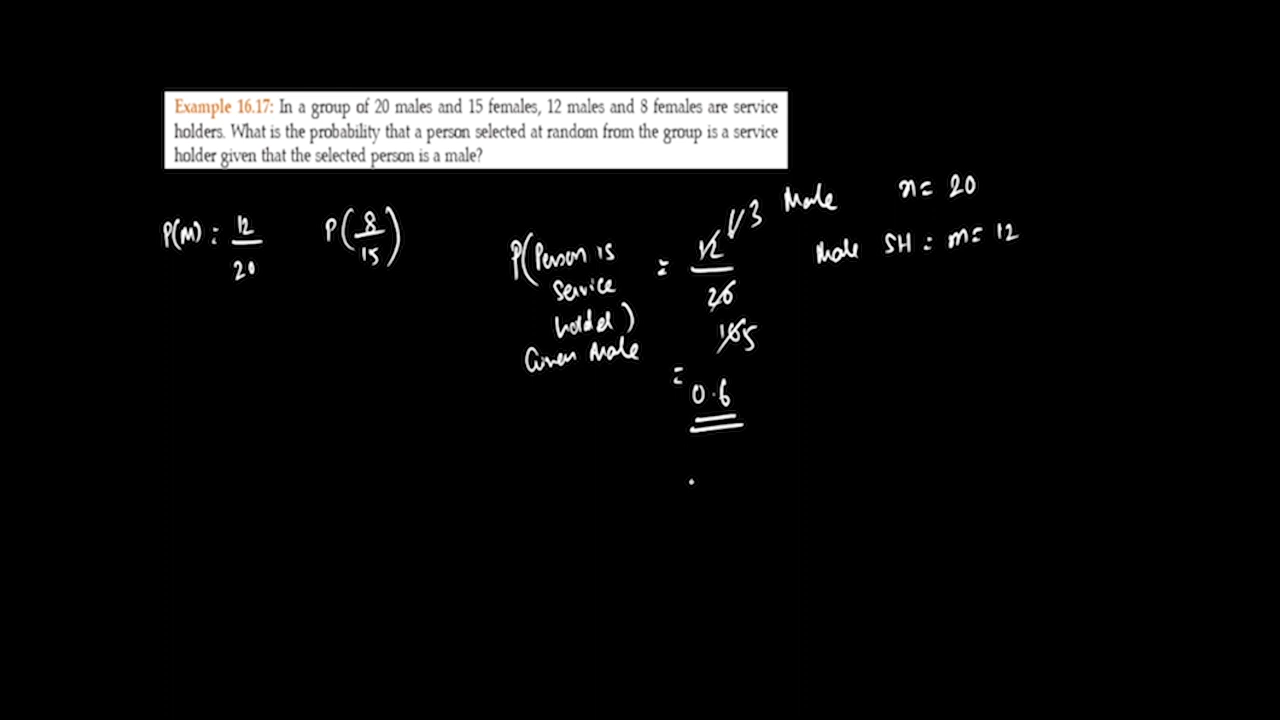 Example 16.17: In a group of 20 males and 15 females, 12 males and 8 females are service
holders. What is the probability that a person selected at random from the group is a service
holder given that the selected person is a male?
Male n = 20
Male SH = m = 12
P(M) = 12/20 P(8/15)
P(Person is
Service
holder)
Given Male
= 12/20
3
10 5
= 0.6